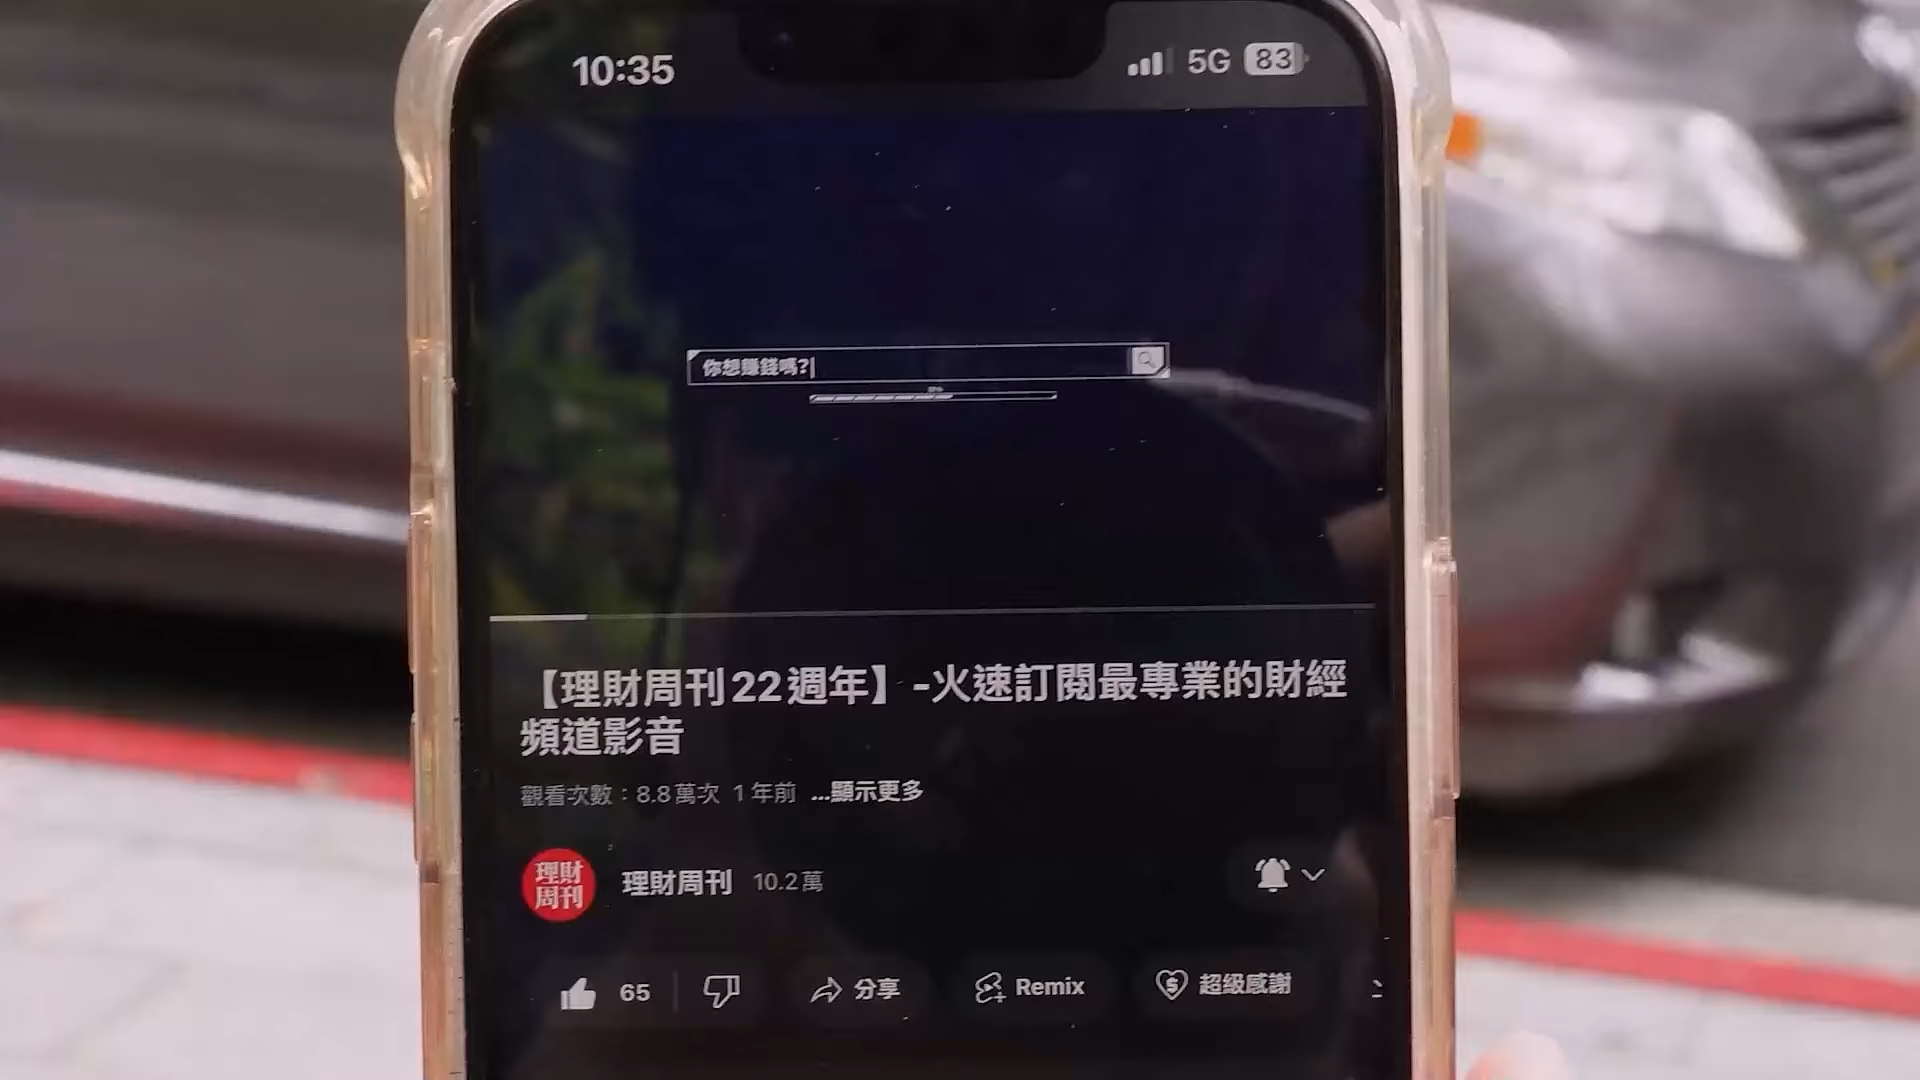 10:35
5G 83
你想賺錢嗎?
【理財周刊22週年】-火速訂閱最專業的財經
頻道影音
觀看次數：8.8萬次 1年前 ...顯示更多
理財
周刊
理財周刊 10.2萬
65 分享 Remix 超級感謝